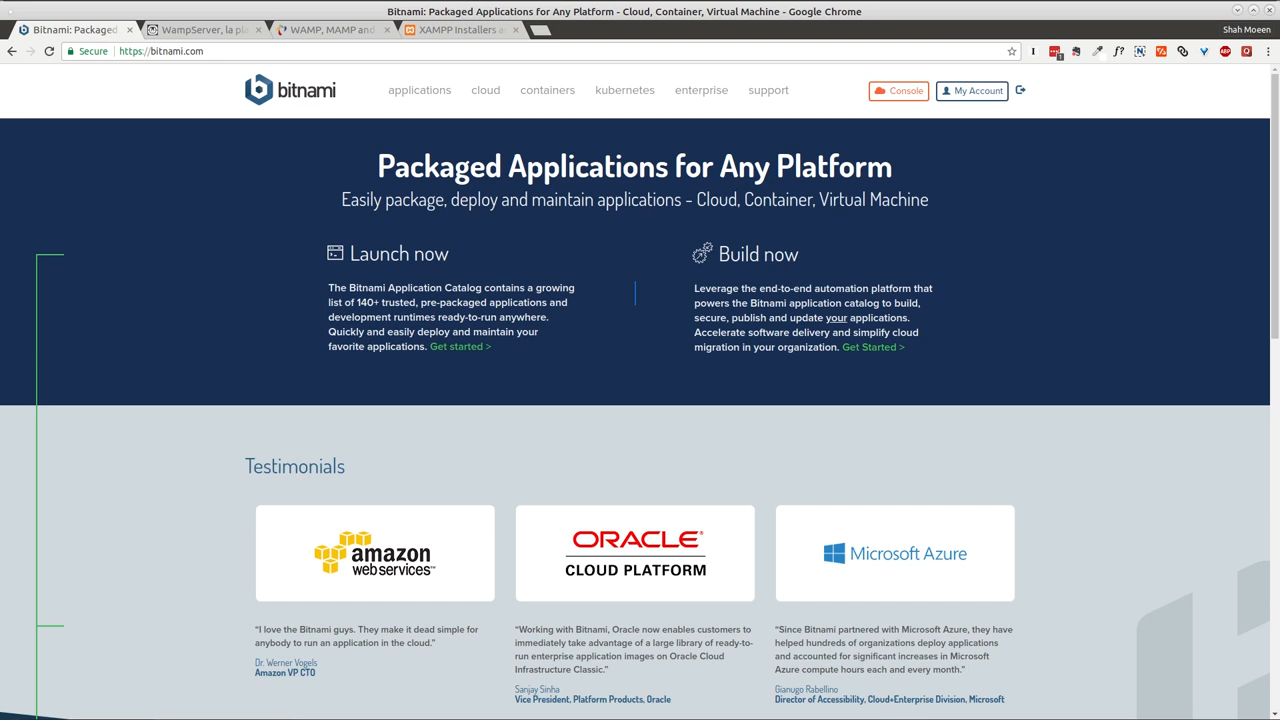 Bitnami: Packaged Applications for Any Platform - Cloud, Container, Virtual Machine - Google Chrome
Bitnami: Packaged
WampServer, la pla
WAMP, MAMP and
XAMPP Installers a
Shah Moeen
Secure
https://bitnami.com
bitnami
applications
cloud
containers
kubernetes
enterprise
support
Console
My Account
Packaged Applications for Any Platform
Easily package, deploy and maintain applications - Cloud, Container, Virtual Machine
Launch now
The Bitnami Application Catalog contains a growing
list of 140+ trusted, pre-packaged applications and
development runtimes ready-to-run anywhere.
Quickly and easily deploy and maintain your
favorite applications. Get started >
Build now
Leverage the end-to-end automation platform that
powers the Bitnami application catalog to build,
secure, publish and update your applications.
Accelerate software delivery and simplify cloud
migration in your organization. Get Started >
Testimonials
amazon
web services™
"I love the Bitnami guys. They make it dead simple for
anybody to run an application in the cloud."
Dr. Werner Vogels
Amazon VP CTO
ORACLE®
CLOUD PLATFORM
"Working with Bitnami, Oracle now enables customers to
immediately take advantage of a large library of ready-to-
run enterprise application images on Oracle Cloud
Infrastructure Classic."
Sanjay Sinha
Vice President, Platform Products, Oracle
Microsoft Azure
"Since Bitnami partnered with Microsoft Azure, they have
helped hundreds of organizations deploy applications
and accounted for significant increases in Microsoft
Azure compute hours each and every month."
Gianugo Rabellino
Director of Accessibility, Cloud+Enterprise Division, Microsoft